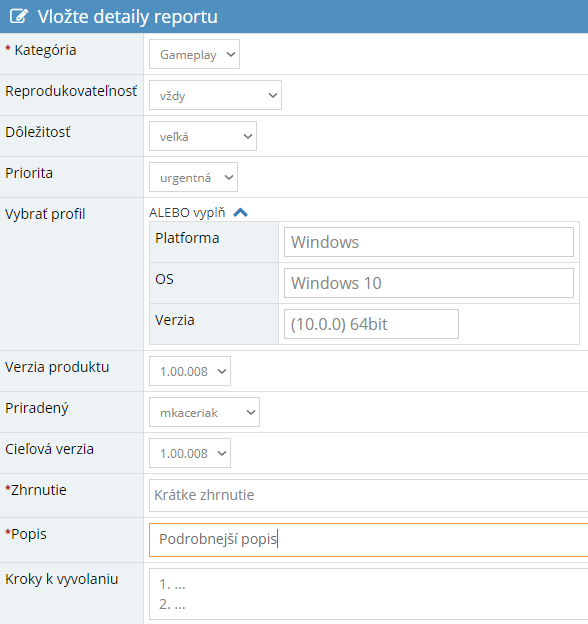 Vložte detaily reportu
* Kategória
Gameplay
Reprodukovateľnosť
vždy
Dôležitosť
veľká
Priorita
urgentná
Vybrať profil
ALEBO vyplň
Platforma
Windows
OS
Windows 10
Verzia
(10.0.0) 64bit
Verzia produktu
1.00.008
Priradený
mkaceriak
Cieľová verzia
1.00.008
*Zhrnutie
Krátke zhrnutie
*Popis
Podrobnejší popis
Kroky k vyvolaniu
1. ...
2. ...